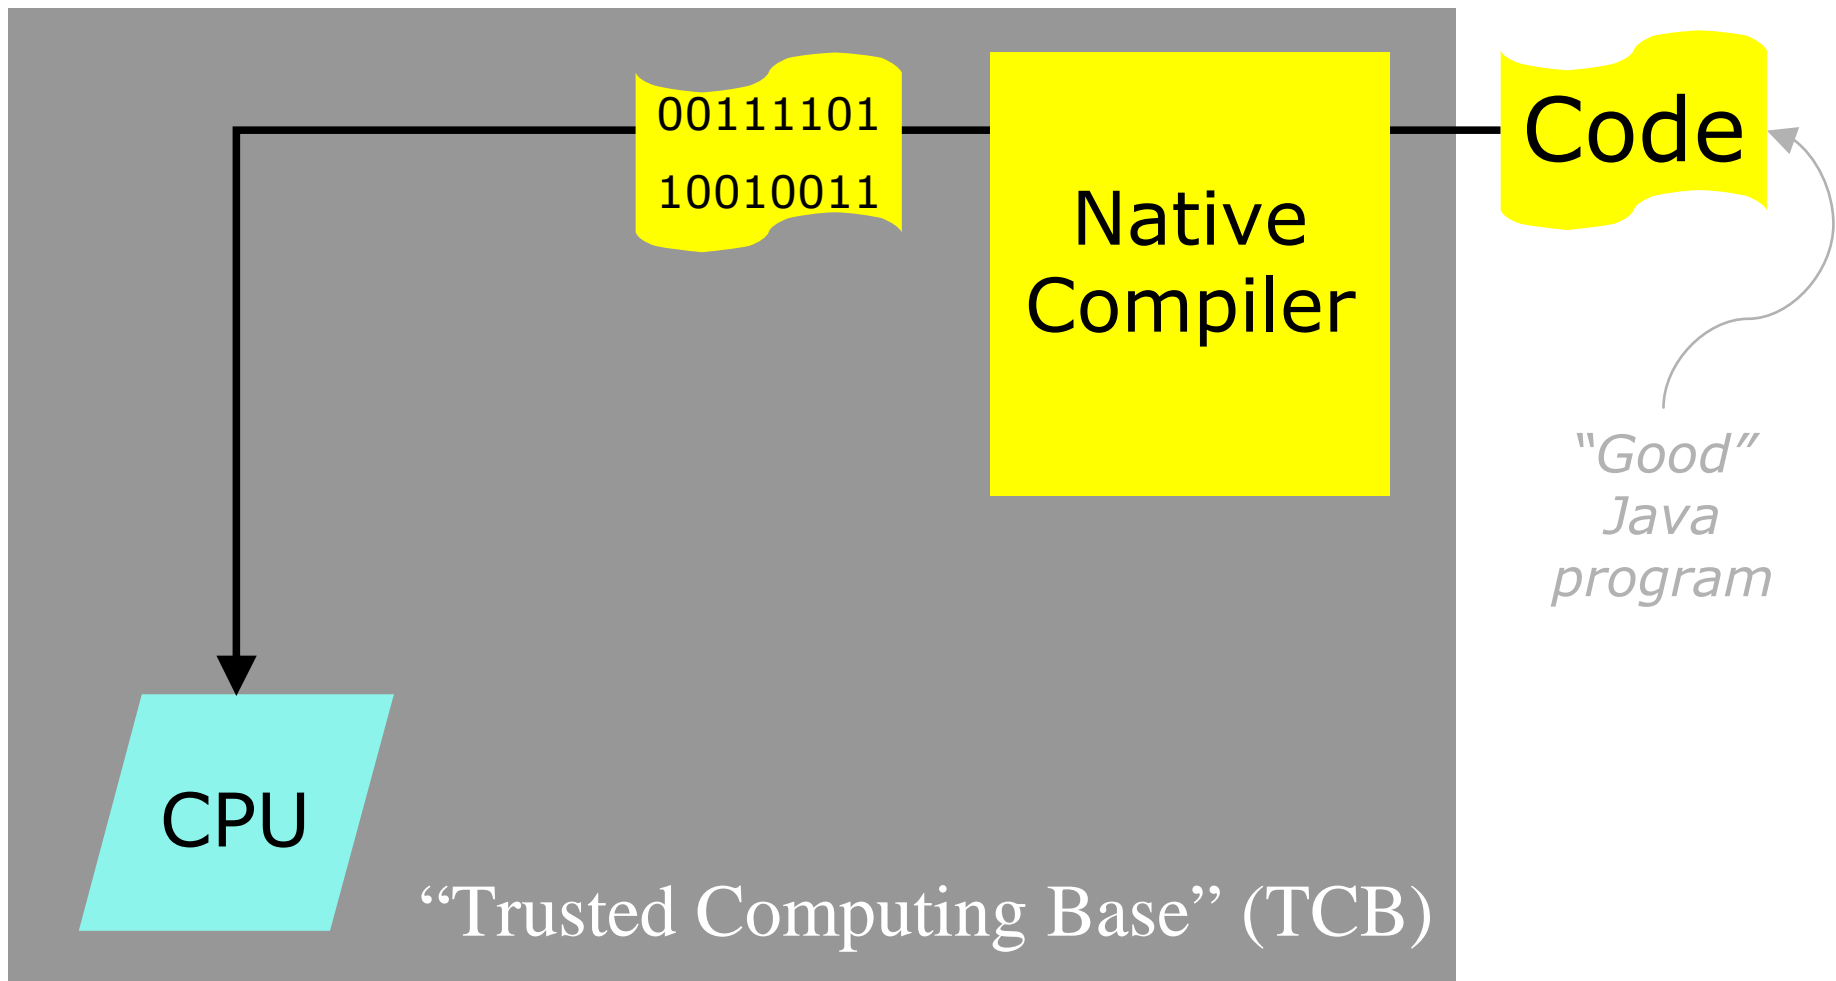 00111101
10010011
Native
Compiler
Code
“Good”
Java
program
CPU
“Trusted Computing Base” (TCB)